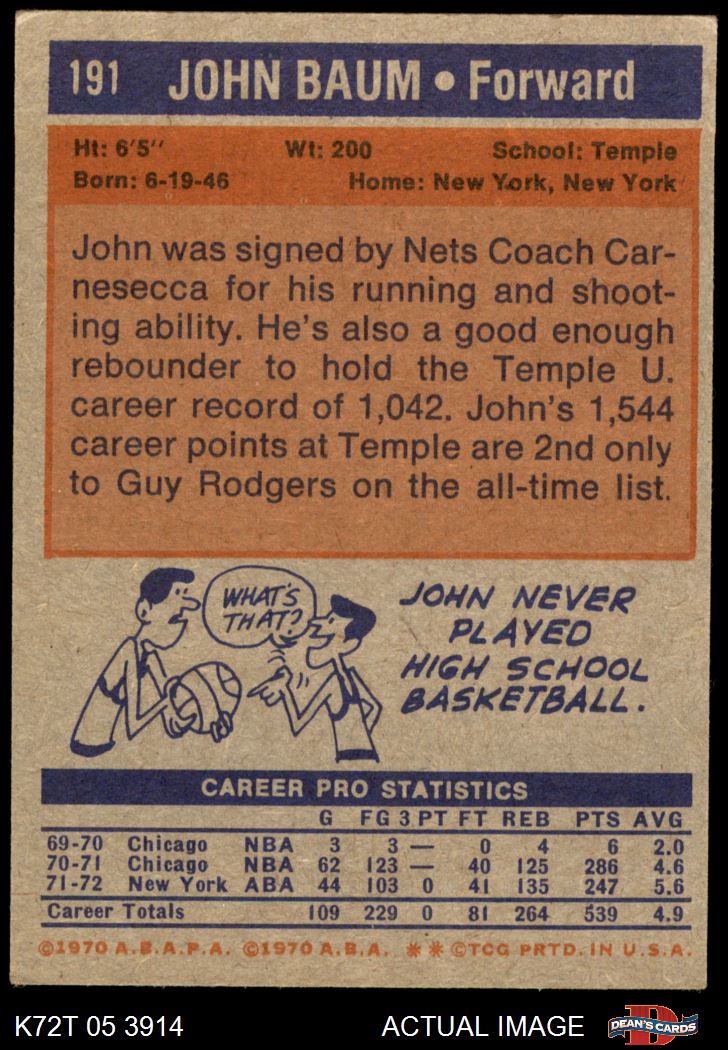 191 JOHN BAUM • Forward
Ht: 6'5'' Wt: 200 School: Temple
Born: 6-19-46 Home: New York, New York
John was signed by Nets Coach Car-
nesecca for his running and shoot-
ing ability. He's also a good enough
rebounder to hold the Temple U.
career record of 1,042. John's 1,544
career points at Temple are 2nd only
to Guy Rodgers on the all-time list.
WHAT'S
THAT?
JOHN NEVER
PLAYED
HIGH SCHOOL
BASKETBALL.
CAREER PRO STATISTICS
G FG 3 PT FT REB PTS AVG
69-70 Chicago NBA 3 3 — 0 4 6 2.0
70-71 Chicago NBA 62 123 — 40 125 286 4.6
71-72 New York ABA 44 103 0 41 135 247 5.6
Career Totals 109 229 0 81 264 539 4.9
©1970 A.B.A.P.A. ©1970 A.B.A. ** ©TCG PRTD. IN U.S.A.
K72T 05 3914 ACTUAL IMAGE DEAN'S CARDS